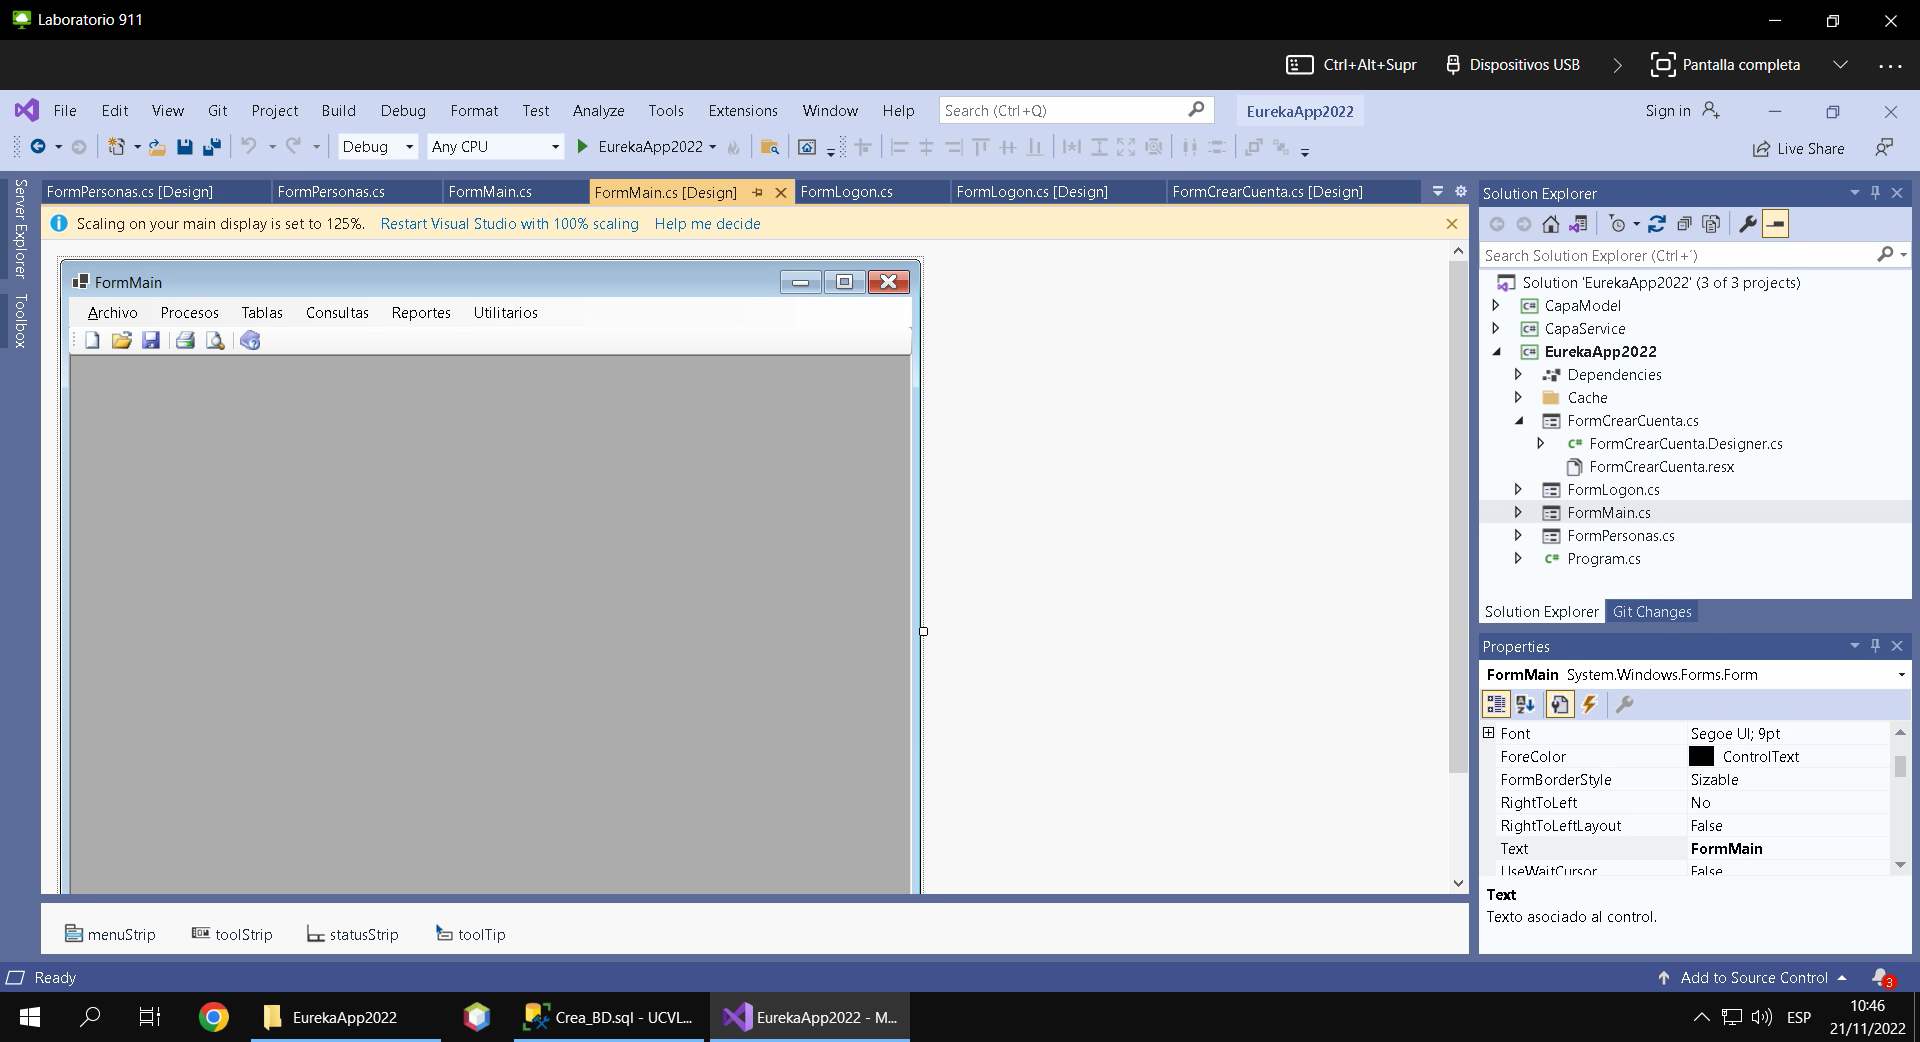 Laboratorio 911
Ctrl+Alt+Supr
Dispositivos USB
Pantalla completa
File Edit View Git Project Build Debug Format Test Analyze Tools Extensions Window Help
Search (Ctrl+Q)
EurekaApp2022
Sign in
Debug
Any CPU
EurekaApp2022
Live Share
Server Explorer
Toolbox
FormPersonas.cs [Design]
FormPersonas.cs
FormMain.cs
FormMain.cs [Design]
FormLogon.cs
FormLogon.cs [Design]
FormCrearCuenta.cs [Design]
Scaling on your main display is set to 125%. Restart Visual Studio with 100% scaling Help me decide
FormMain
Archivo Procesos Tablas Consultas Reportes Utilitarios
menuStrip
toolStrip
statusStrip
toolTip
Solution Explorer
Search Solution Explorer (Ctrl+´)
Solution 'EurekaApp2022' (3 of 3 projects)
C# CapaModel
C# CapaService
C# EurekaApp2022
Dependencies
Cache
FormCrearCuenta.cs
C# FormCrearCuenta.Designer.cs
FormCrearCuenta.resx
FormLogon.cs
FormMain.cs
FormPersonas.cs
C# Program.cs
Solution Explorer
Git Changes
Properties
FormMain System.Windows.Forms.Form
Font Segoe UI; 9pt
ForeColor ControlText
FormBorderStyle Sizable
RightToLeft No
RightToLeftLayout False
Text FormMain
UseWaitCursor False
Text
Texto asociado al control.
Ready
Add to Source Control
3
EurekaApp2022
Crea_BD.sql - UCVL...
EurekaApp2022 - M...
ESP
10:46
21/11/2022